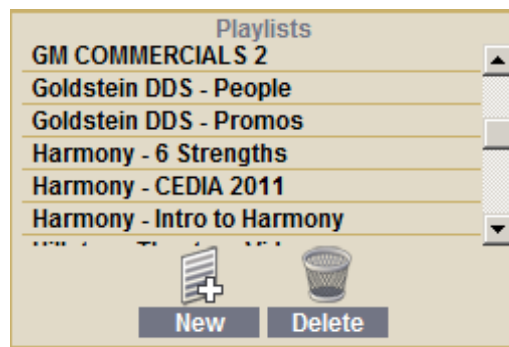 Playlists
GM COMMERCIALS 2
Goldstein DDS - People
Goldstein DDS - Promos
Harmony - 6 Strengths
Harmony - CEDIA 2011
Harmony - Intro to Harmony
New Delete